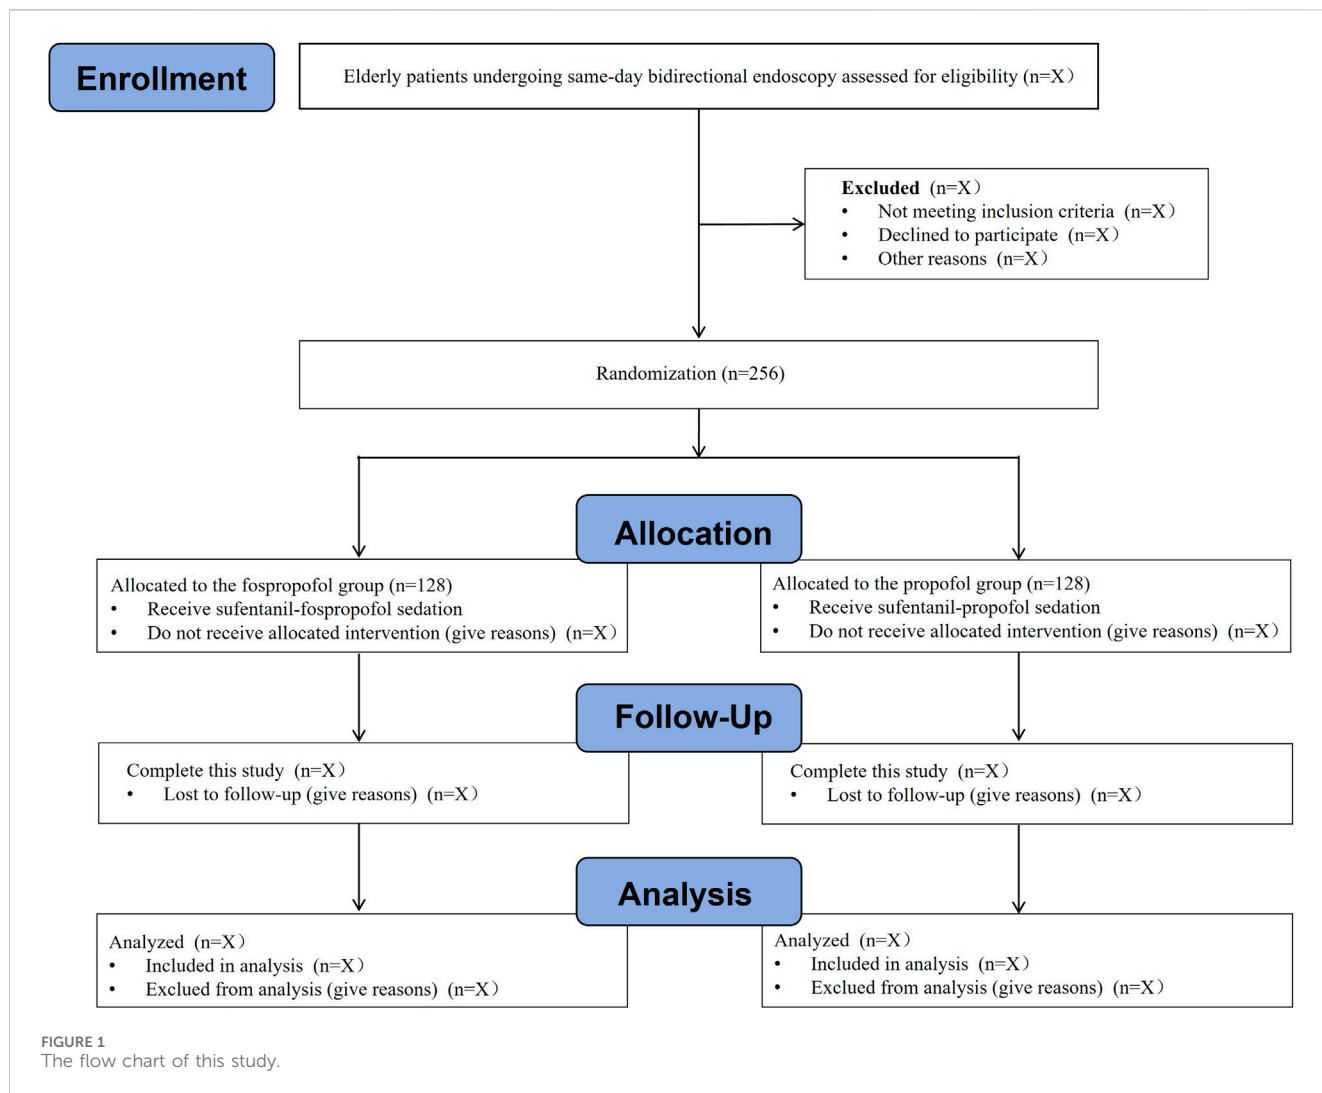 Enrollment
Elderly patients undergoing same-day bidirectional endoscopy assessed for eligibility (n=X）
Excluded (n=X）
• Not meeting inclusion criteria (n=X）
• Declined to participate (n=X）
• Other reasons (n=X）
Randomization (n=256)
Allocation
Allocated to the fospropofol group (n=128)
• Receive sufentanil-fospropofol sedation
• Do not receive allocated intervention (give reasons) (n=X）
Allocated to the propofol group (n=128)
• Receive sufentanil-propofol sedation
• Do not receive allocated intervention (give reasons) (n=X）
Follow-Up
Complete this study (n=X）
• Lost to follow-up (give reasons) (n=X）
Complete this study (n=X）
• Lost to follow-up (give reasons) (n=X）
Analysis
Analyzed (n=X）
• Included in analysis (n=X）
• Exclued from analysis (give reasons) (n=X）
Analyzed (n=X）
• Included in analysis (n=X）
• Exclued from analysis (give reasons) (n=X）
FIGURE 1
The flow chart of this study.